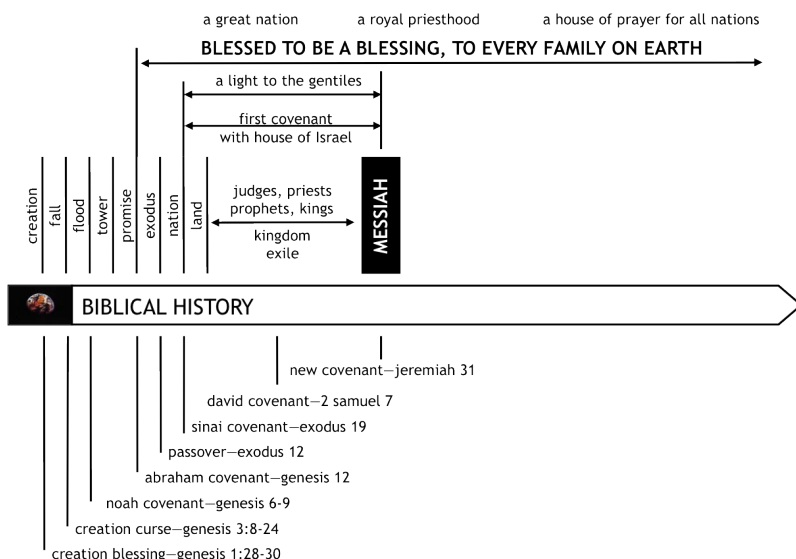 a great nation
a royal priesthood
a house of prayer for all nations
BLESSED TO BE A BLESSING, TO EVERY FAMILY ON EARTH
a light to the gentiles
first covenant
with house of Israel
creation
fall
flood
tower
promise
exodus
nation
land
judges, priests
prophets, kings
kingdom
exile
MESSIAH
BIBLICAL HISTORY
new covenant—jeremiah 31
david covenant—2 samuel 7
sinai covenant—exodus 19
passover—exodus 12
abraham covenant—genesis 12
noah covenant—genesis 6-9
creation curse—genesis 3:8-24
creation blessing—genesis 1:28-30